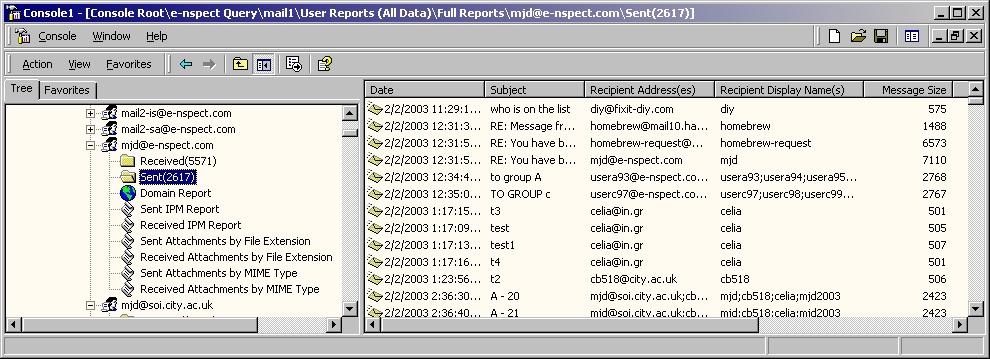 Console1 - [Console Root\e-nspect Query\mail1\User Reports (All Data)\Full Reports\mjd@e-nspect.com\Sent(2617)]
Console Window Help
Action View Favorites
Tree Favorites
mail2-is@e-nspect.com
mail2-sa@e-nspect.com
mjd@e-nspect.com
Received(5571)
Sent(2617)
Domain Report
Sent IPM Report
Received IPM Report
Sent Attachments by File Extension
Received Attachments by File Extension
Sent Attachments by MIME Type
Received Attachments by MIME Type
mjd@soi.city.ac.uk
Date Subject Recipient Address(es) Recipient Display Name(s) Message Size
2/2/2003 11:29:1... who is on the list diy@fixit-diy.com diy 575
2/2/2003 12:31:3... RE: Message fr... homebrew@mail10.ha... homebrew 1488
2/2/2003 12:31:3... RE: You have b... homebrew-request@... homebrew-request 6573
2/2/2003 12:31:3... RE: You have b... mjd@e-nspect.com mjd 7110
2/2/2003 12:34:4... to group A usera93@e-nspect.co... usera93;usera94;usera95... 2768
2/2/2003 12:35:0... TO GROUP c userc97@e-nspect.co... userc97;userc98;userc99... 2767
2/2/2003 1:17:15... t3 celia@in.gr celia 501
2/2/2003 1:17:09... test celia@in.gr celia 505
2/2/2003 1:17:13... test1 celia@in.gr celia 507
2/2/2003 1:17:16... t4 celia@in.gr celia 501
2/2/2003 1:23:56... t2 cb518@city.ac.uk cb518 506
2/2/2003 2:36:30... A - 20 mjd@soi.city.ac.uk;cb... mjd;cb518;celia;mjd2003 2423
2/2/2003 2:36:40... A - 21 mjd@soi.city.ac.uk;cb... mjd;cb518;celia;mjd2003 2423